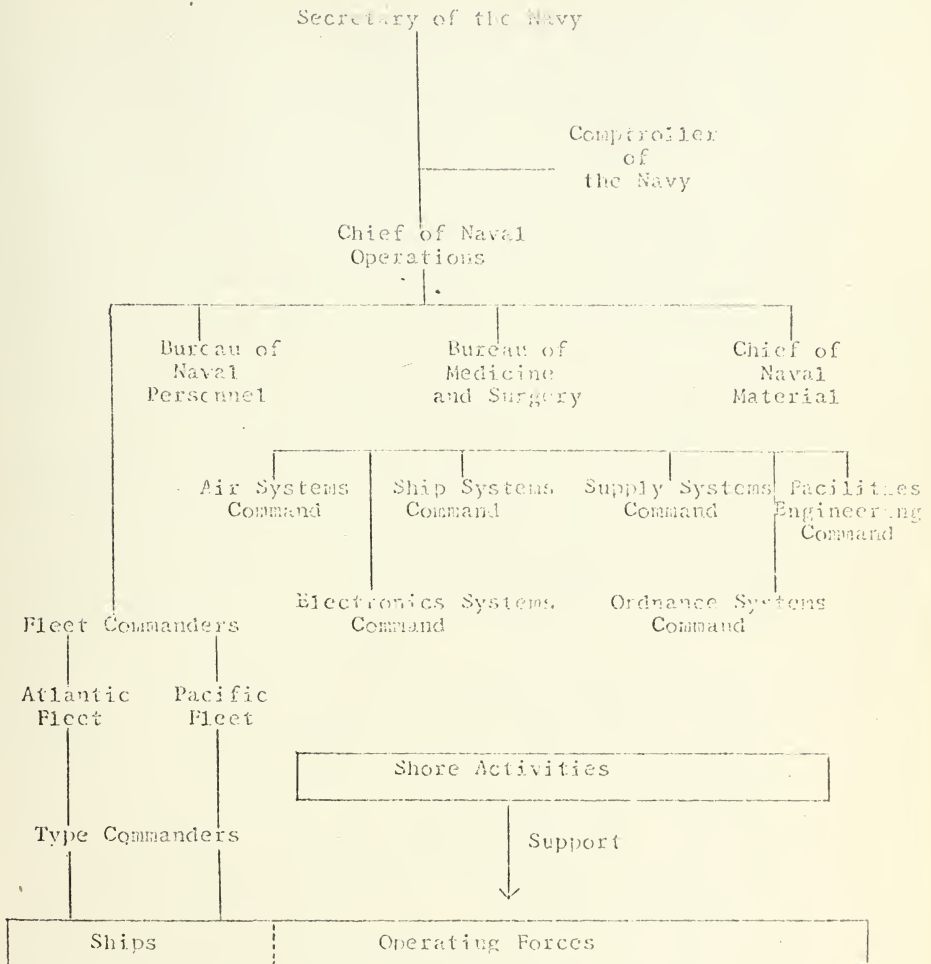 Secretary of the Navy
Comptroller
of
the Navy
Chief of Naval
Operations
Bureau of
Naval
Personnel
Bureau of
Medicine
and Surgery
Chief of
Naval
Material
Air Systems
Command
Ship Systems
Command
Supply Systems
Command
Facilities
Engineering
Command
Electronics Systems
Command
Ordnance Systems
Command
Fleet Commanders
Atlantic
Fleet
Pacific
Fleet
Shore Activities
Type Commanders
Support
Ships
Operating Forces